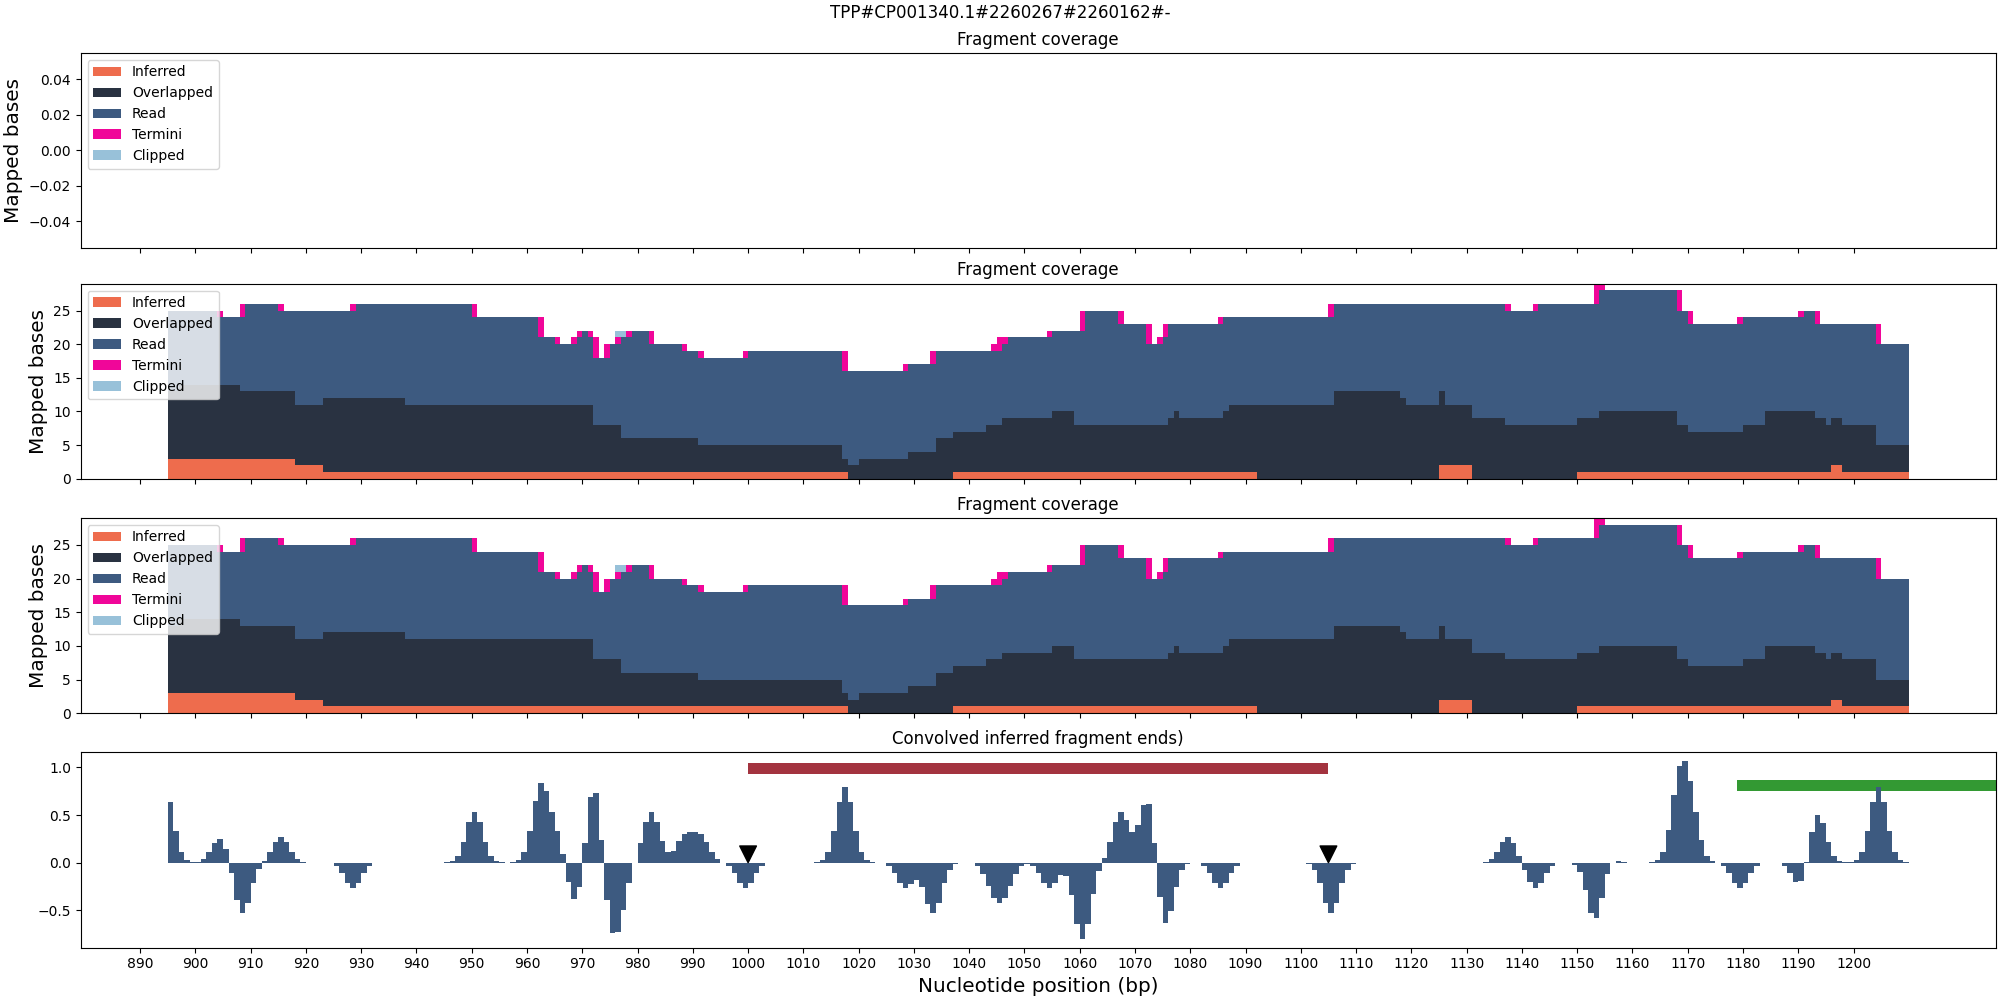 TPP#CP001340.1#2260267#2260162#-
Fragment coverage
Mapped bases
0.04
0.02
0.00
−0.02
−0.04
Inferred
Overlapped
Read
Termini
Clipped
Fragment coverage
Mapped bases
25
20
15
10
5
0
Inferred
Overlapped
Read
Termini
Clipped
Fragment coverage
Mapped bases
25
20
15
10
5
0
Inferred
Overlapped
Read
Termini
Clipped
Convolved inferred fragment ends)
1.0
0.5
0.0
−0.5
890 900 910 920 930 940 950 960 970 980 990 1000 1010 1020 1030 1040 1050 1060 1070 1080 1090 1100 1110 1120 1130 1140 1150 1160 1170 1180 1190 1200
Nucleotide position (bp)